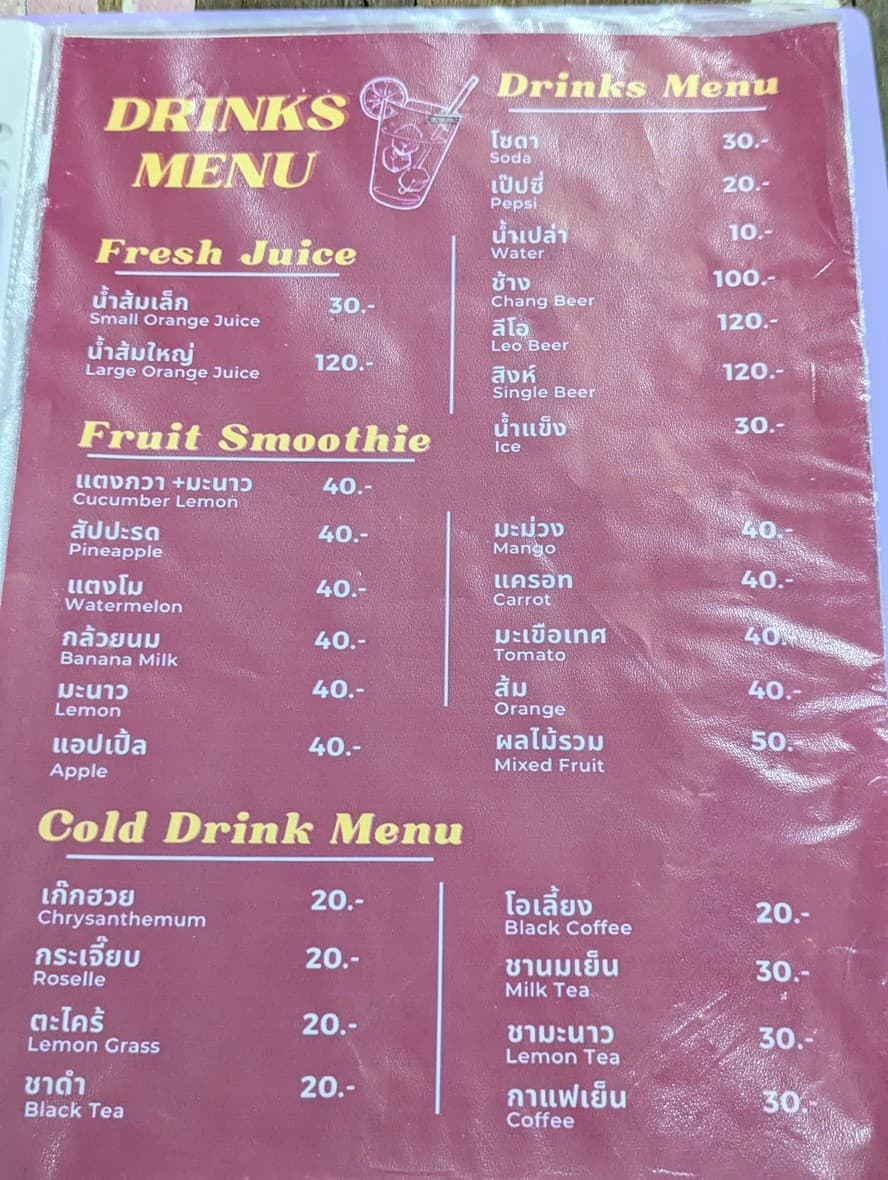 DRINKS
MENU
Fresh Juice
น้ำส้มเล็ก 30.-
Small Orange Juice
น้ำส้มใหญ่ 120.-
Large Orange Juice
Drinks Menu
โซดา 30.-
Soda
เป๊ปซี่ 20.-
Pepsi
น้ำเปล่า 10.-
Water
ช้าง 100.-
Chang Beer
ลีโอ 120.-
Leo Beer
สิงห์ 120.-
Single Beer
น้ำแข็ง 30.-
Ice
Fruit Smoothie
แตงกวา +มะนาว 40.-
Cucumber Lemon
สัปปะรด 40.-
Pineapple
แตงโม 40.-
Watermelon
กล้วยนม 40.-
Banana Milk
มะนาว 40.-
Lemon
แอปเปิ้ล 40.-
Apple
มะม่วง 40.-
Mango
แครอท 40.-
Carrot
มะเขือเทศ 40.-
Tomato
ส้ม 40.-
Orange
ผลไม้รวม 50.-
Mixed Fruit
Cold Drink Menu
เก๊กฮวย 20.-
Chrysanthemum
กระเจี๊ยบ 20.-
Roselle
ตะไคร้ 20.-
Lemon Grass
ชาดำ 20.-
Black Tea
โอเลี้ยง 20.-
Black Coffee
ชานมเย็น 30.-
Milk Tea
ชามะนาว 30.-
Lemon Tea
กาแฟเย็น 30.-
Coffee